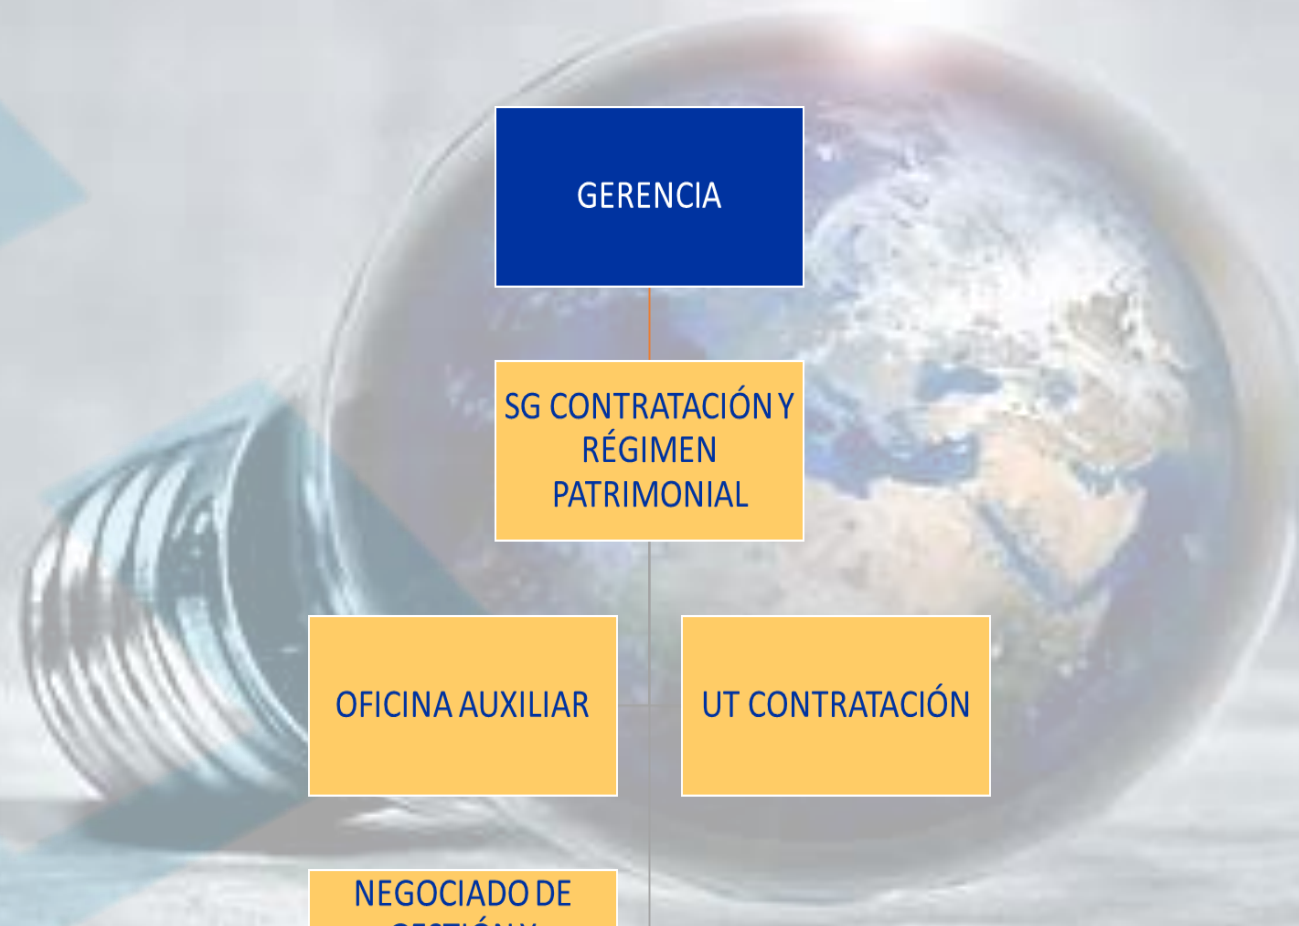 GERENCIA
SG CONTRATACIÓN Y
RÉGIMEN
PATRIMONIAL
OFICINA AUXILIAR
UT CONTRATACIÓN
NEGOCIADO DE